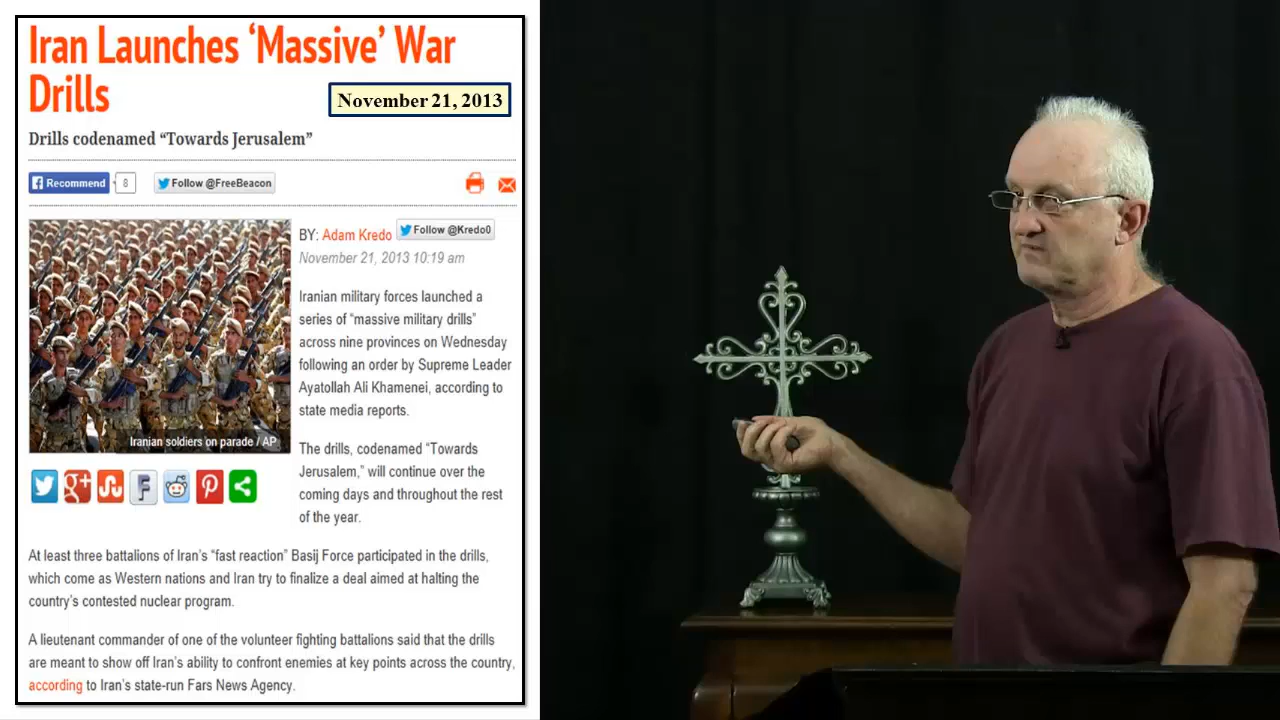 Iran Launches ‘Massive’ War
Drills
November 21, 2013
Drills codenamed “Towards Jerusalem”
Recommend
8
Follow @FreeBeacon
BY: Adam Kredo
Follow @Kredo0
November 21, 2013 10:19 am
Iranian military forces launched a
series of “massive military drills”
across nine provinces on Wednesday
following an order by Supreme Leader
Ayatollah Ali Khamenei, according to
state media reports.
Iranian soldiers on parade / AP
The drills, codenamed “Towards
Jerusalem,” will continue over the
coming days and throughout the rest
of the year.
At least three battalions of Iran’s “fast reaction” Basij Force participated in the drills,
which come as Western nations and Iran try to finalize a deal aimed at halting the
country’s contested nuclear program.
A lieutenant commander of one of the volunteer fighting battalions said that the drills
are meant to show off Iran’s ability to confront enemies at key points across the country,
according to Iran’s state-run Fars News Agency.